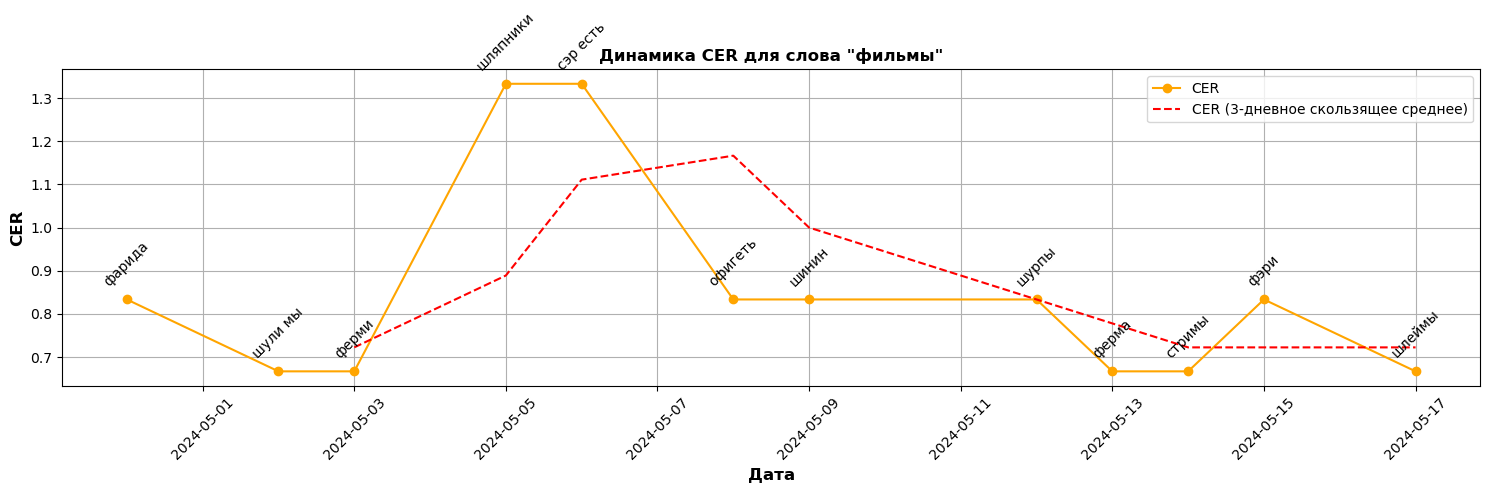 Динамика CER для слова "фильмы"
CER
CER (3-дневное скользящее среднее)
CER
1.3
1.2
1.1
1.0
0.9
0.8
0.7
фарида
шули мы
ферми
шляпники
сэр есть
офигеть
шинин
шурпы
ферма
стримы
фэри
шлеймы
2024-05-01
2024-05-03
2024-05-05
2024-05-07
2024-05-09
2024-05-11
2024-05-13
2024-05-15
2024-05-17
Дата